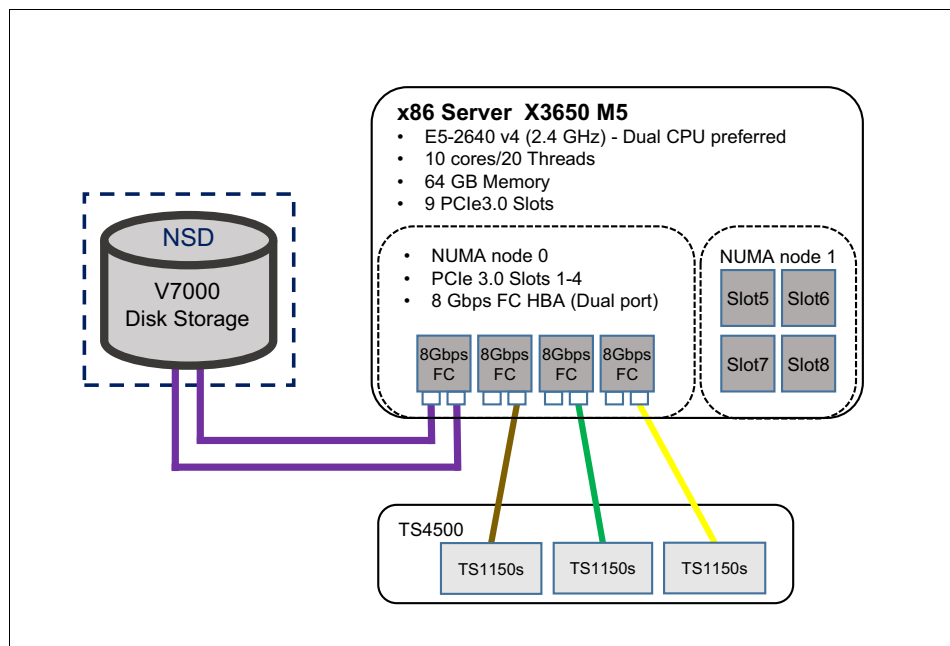 x86 Server X3650 M5
• E5-2640 v4 (2.4 GHz) - Dual CPU preferred
• 10 cores/20 Threads
• 64 GB Memory
• 9 PCIe3.0 Slots
NSD
V7000
Disk Storage
• NUMA node 0
• PCIe 3.0 Slots 1-4
• 8 Gbps FC HBA (Dual port)
8Gbps
FC
8Gbps
FC
8Gbps
FC
8Gbps
FC
NUMA node 1
Slot5
Slot6
Slot7
Slot8
TS4500
TS1150s
TS1150s
TS1150s